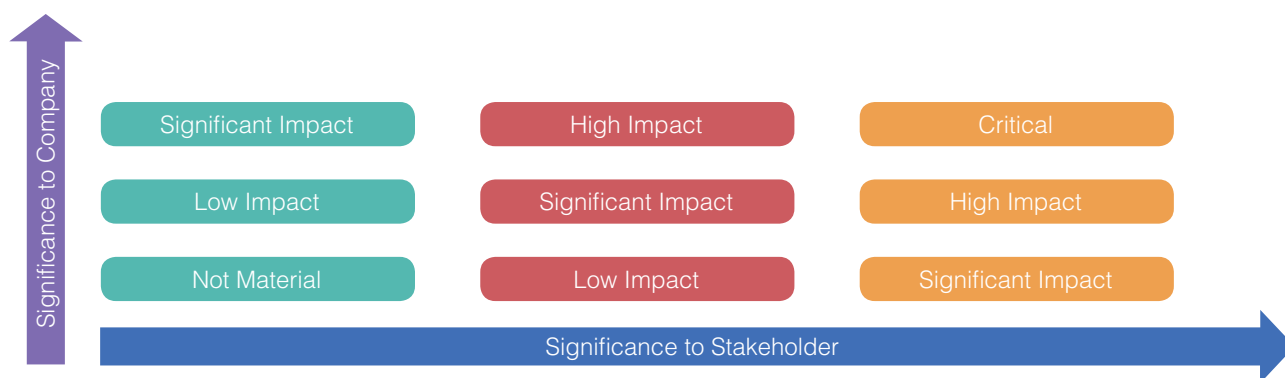 Significance to Company
Significant Impact
High Impact
Critical
Low Impact
Significant Impact
High Impact
Not Material
Low Impact
Significant Impact
Significance to Stakeholder